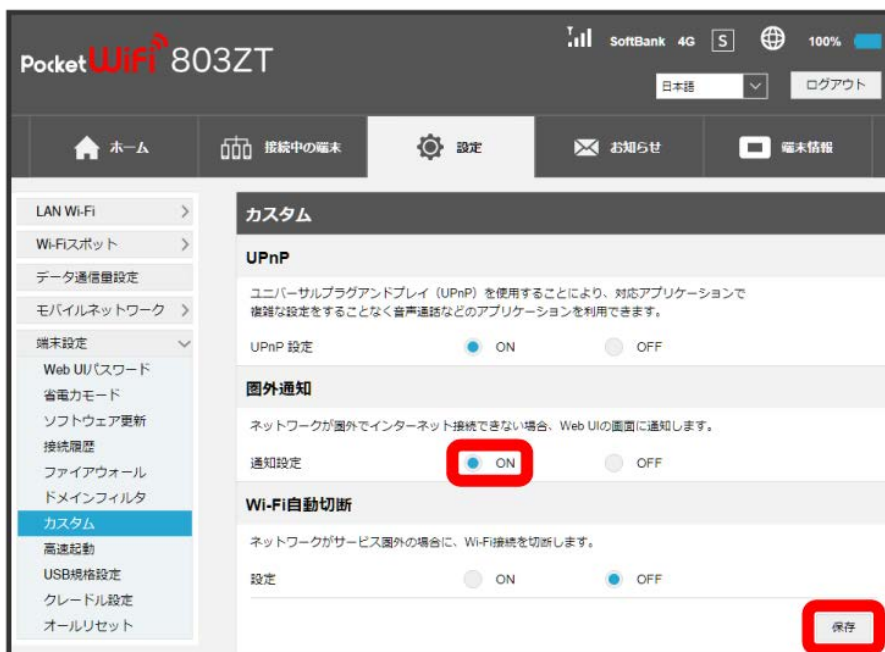 SoftBank 4G S 100%
Pocket WiFi 803ZT
日本語 ログアウト
ホーム 接続中の端末 設定 お知らせ 端末情報
LAN Wi-Fi
Wi-Fiスポット
データ通信量設定
モバイルネットワーク
端末設定
Web UIパスワード
省電力モード
ソフトウェア更新
接続履歴
ファイアウォール
ドメインフィルタ
カスタム
高速起動
USB規格設定
クレードル設定
オールリセット
カスタム
UPnP
ユニバーサルプラグアンドプレイ（UPnP）を使用することにより、対応アプリケーションで
複雑な設定をすることなく音声通話などのアプリケーションを利用できます。
UPnP 設定 ON OFF
圏外通知
ネットワークが圏外でインターネット接続できない場合、Web UIの画面に通知します。
通知設定 ON OFF
Wi-Fi自動切断
ネットワークがサービス圏外の場合に、Wi-Fi接続を切断します。
設定 ON OFF
保存